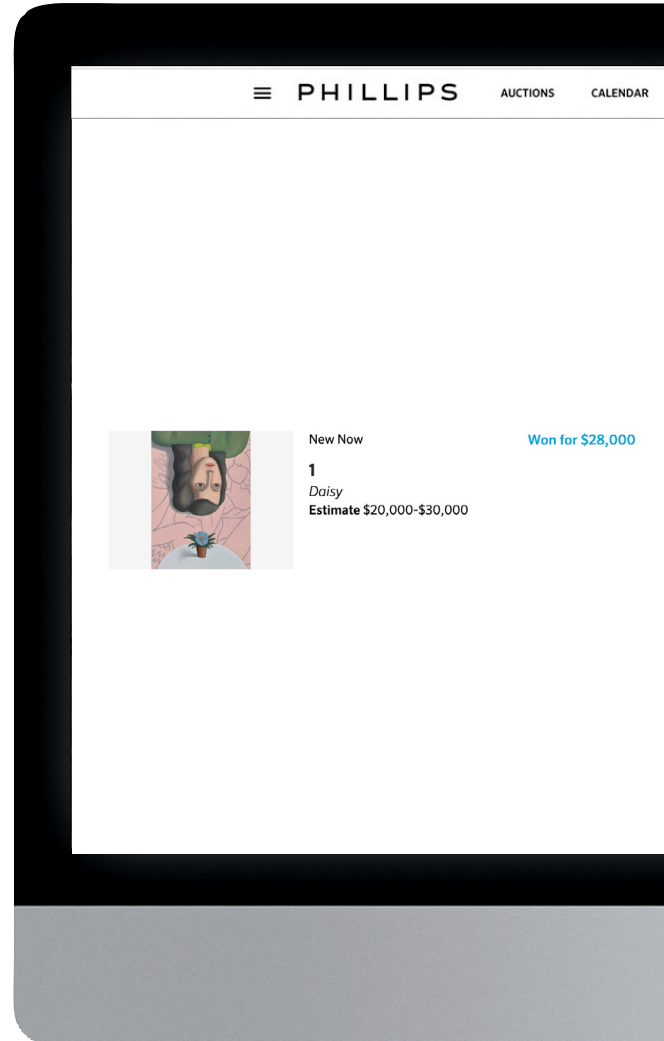 PHILLIPS AUCTIONS CALENDAR
New Now Won for $28,000
1
Daisy
Estimate $20,000-$30,000